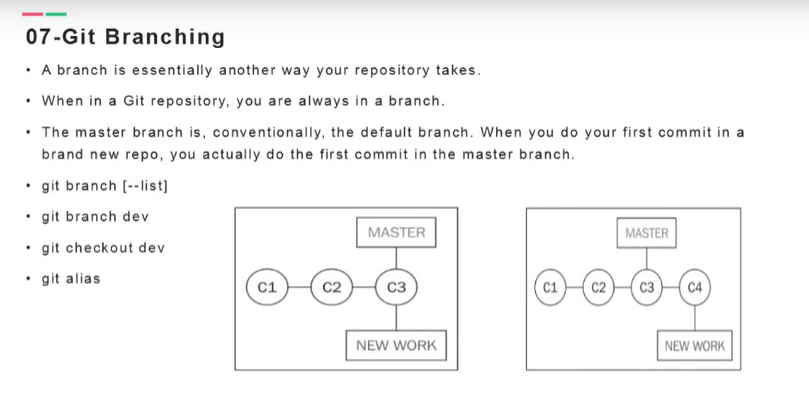 07-Git Branching
• A branch is essentially another way your repository takes.
• When in a Git repository, you are always in a branch.
• The master branch is, conventionally, the default branch. When you do your first commit in a
brand new repo, you actually do the first commit in the master branch.
• git branch [--list]
• git branch dev
• git checkout dev
• git alias
MASTER
C1 C2 C3
NEW WORK
MASTER
C1 C2 C3 C4
NEW WORK